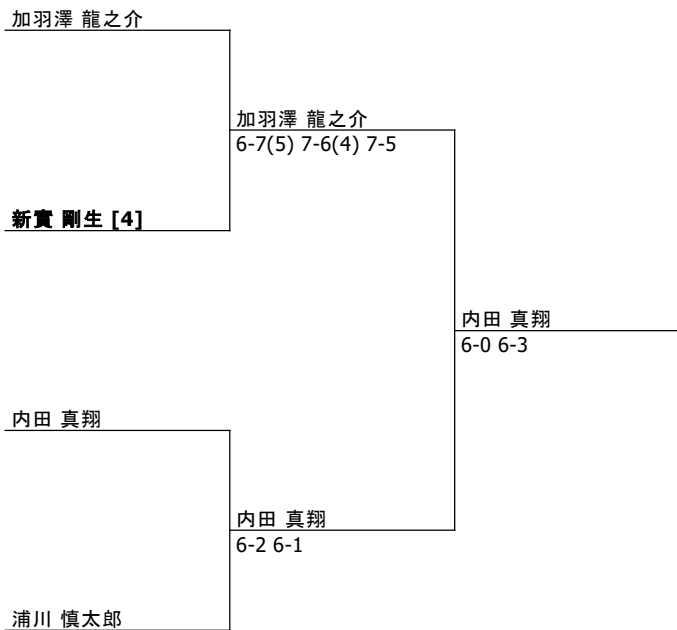 加羽澤 龍之介
加羽澤 龍之介
6-7(5) 7-6(4) 7-5
新實 剛生 [4]
内田 真翔
6-0 6-3
内田 真翔
内田 真翔
6-2 6-1
浦川 慎太郎